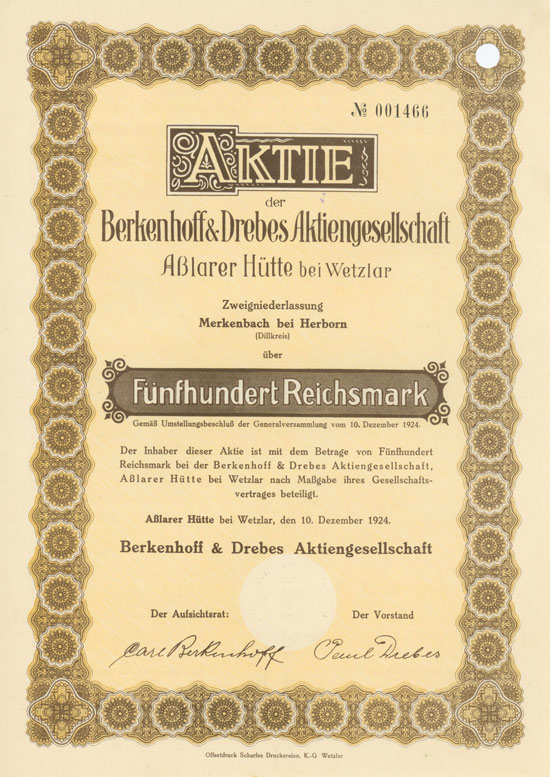 № 001466
AKTIE
der
Berkenhoff & Drebes Aktiengesellschaft
Aßlarer Hütte bei Wetzlar
Zweigniederlassung
Merkenbach bei Herborn
(Dillkreis)
über
Fünfhundert Reichsmark
Gemäß Umstellungsbeschluß der Generalversammlung vom 10. Dezember 1924.
Der Inhaber dieser Aktie ist mit dem Betrage von Fünfhundert
Reichsmark bei der Berkenhoff & Drebes Aktiengesellschaft,
Aßlarer Hütte bei Wetzlar nach Maßgabe ihres Gesellschafts-
vertrages beteiligt.
Aßlarer Hütte bei Wetzlar, den 10. Dezember 1924.
Berkenhoff & Drebes Aktiengesellschaft
Der Aufsichtsrat: Der Vorstand
Carl Berkenhoff Paul Drebes
Offsetdruck Scharfes Druckereien, K.-G Wetzlar